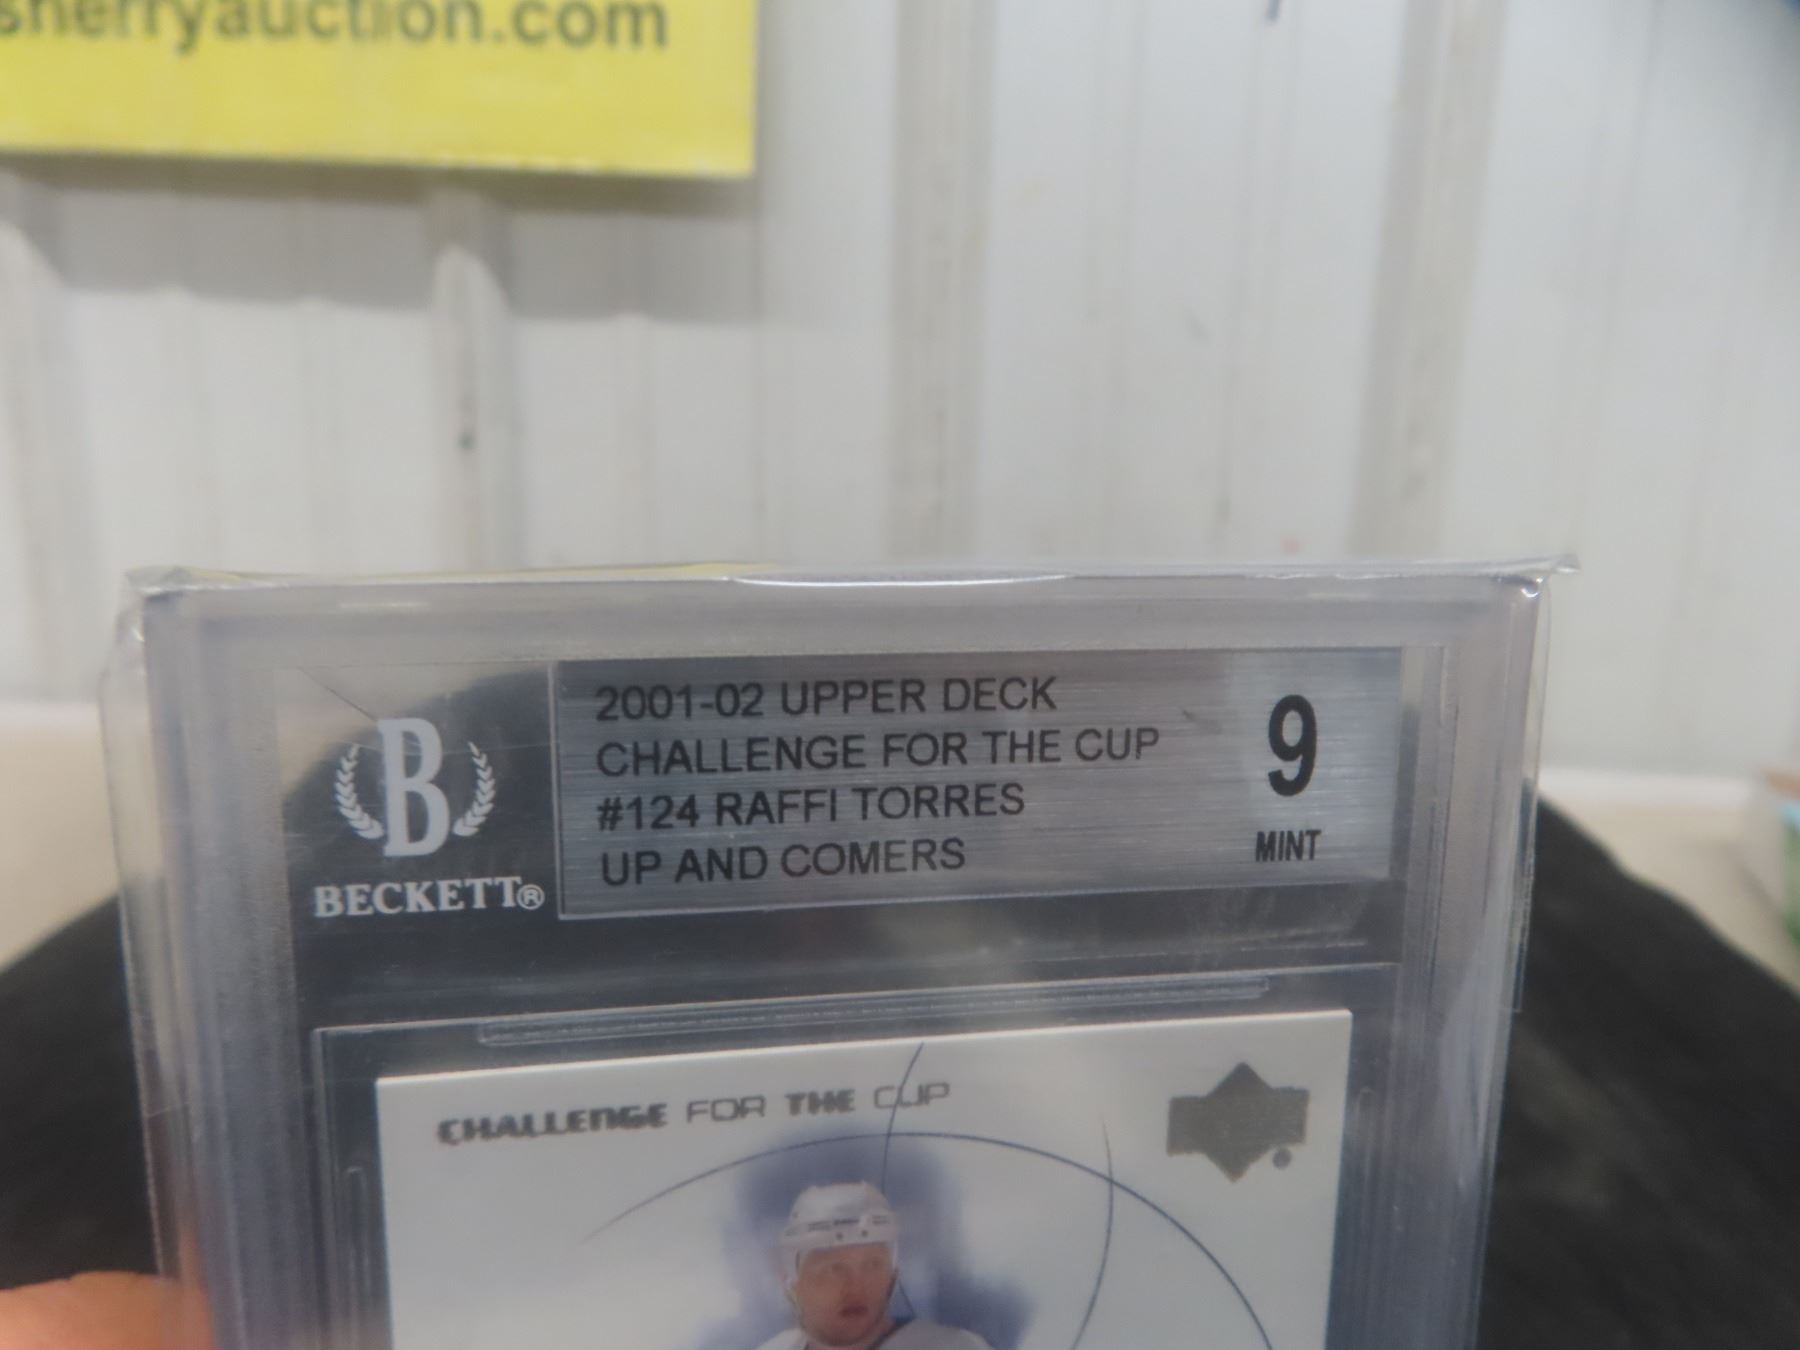 sherryauction.com
2001-02 UPPER DECK
CHALLENGE FOR THE CUP
#124 RAFFI TORRES
UP AND COMERS
9
MINT
B
BECKETT®
CHALLENGE FOR THE CUP